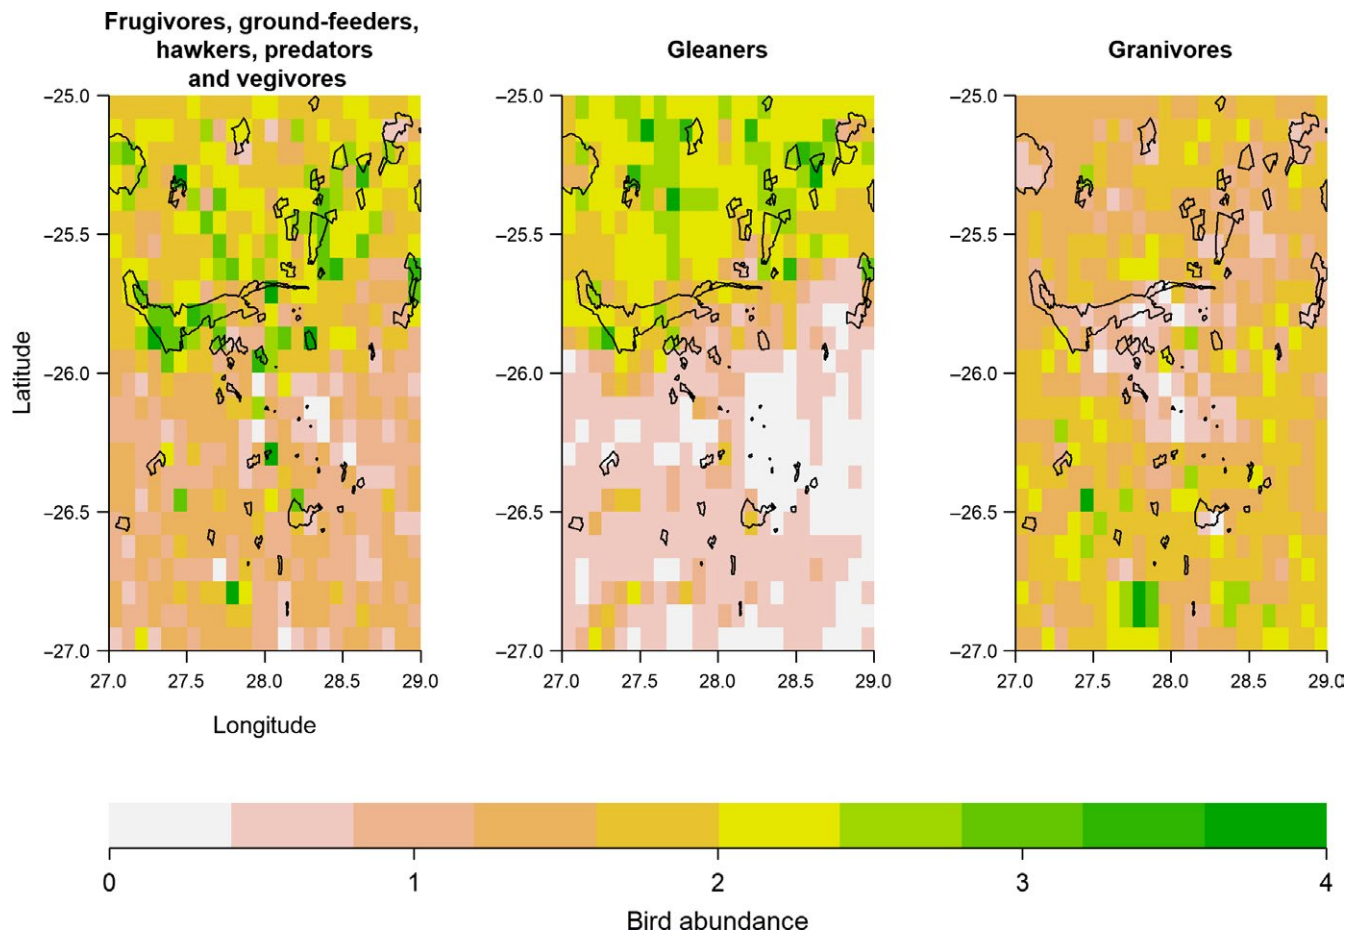 Frugivores, ground-feeders,
hawkers, predators
and vegivores
Gleaners
Granivores
–25.0
–25.5
–26.0
–26.5
–27.0
27.0 27.5 28.0 28.5 29.0
–25.0
–25.5
–26.0
–26.5
–27.0
27.0 27.5 28.0 28.5 29.0
–25.0
–25.5
–26.0
–26.5
–27.0
27.0 27.5 28.0 28.5 29.0
Latitude
Longitude
0 1 2 3 4
Bird abundance